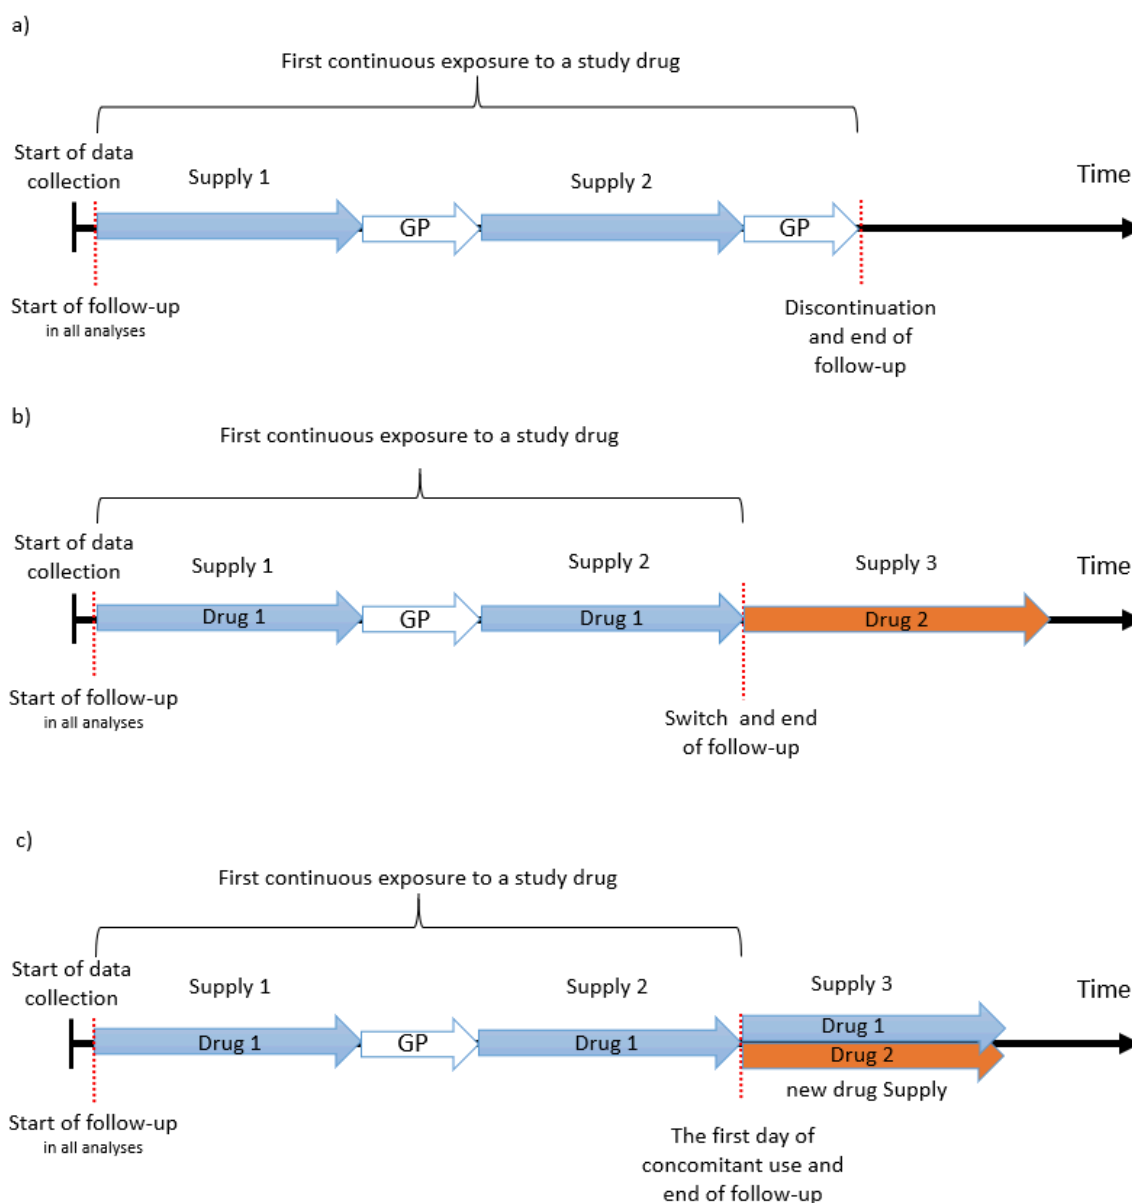 a)
First continuous exposure to a study drug
Start of data
collection
Supply 1
Supply 2
Time
GP
GP
Start of follow-up
in all analyses
Discontinuation
and end of
follow-up
b)
First continuous exposure to a study drug
Start of data
collection
Supply 1
Supply 2
Supply 3
Time
Drug 1
GP
Drug 1
Drug 2
Start of follow-up
in all analyses
Switch and end
of follow-up
c)
First continuous exposure to a study drug
Start of data
collection
Supply 1
Supply 2
Supply 3
Time
Drug 1
GP
Drug 1
Drug 1
Drug 2
new drug Supply
Start of follow-up
in all analyses
The first day of
concomitant use and
end of follow-up